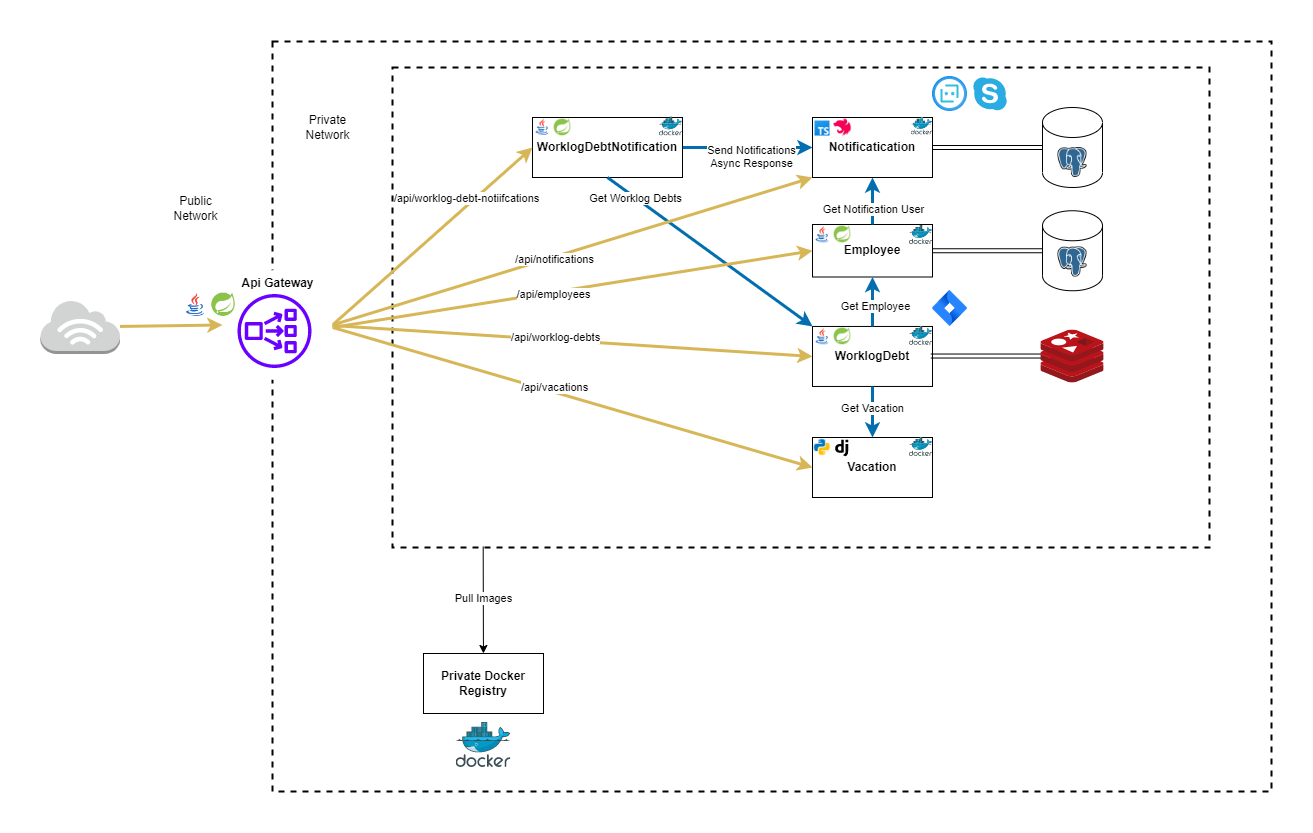 Private
Network
Public
Network
Api Gateway
docker
WorklogDebtNotification
Send Notifications
Async Response
TS
docker
Notificatication
S
/api/worklog-debt-notiifcations
Get Worklog Debts
Get Notification User
docker
Employee
/api/notifications
/api/employees
Get Employee
docker
WorklogDebt
/api/worklog-debts
Get Vacation
/api/vacations
dj
docker
Vacation
Pull Images
Private Docker
Registry
docker